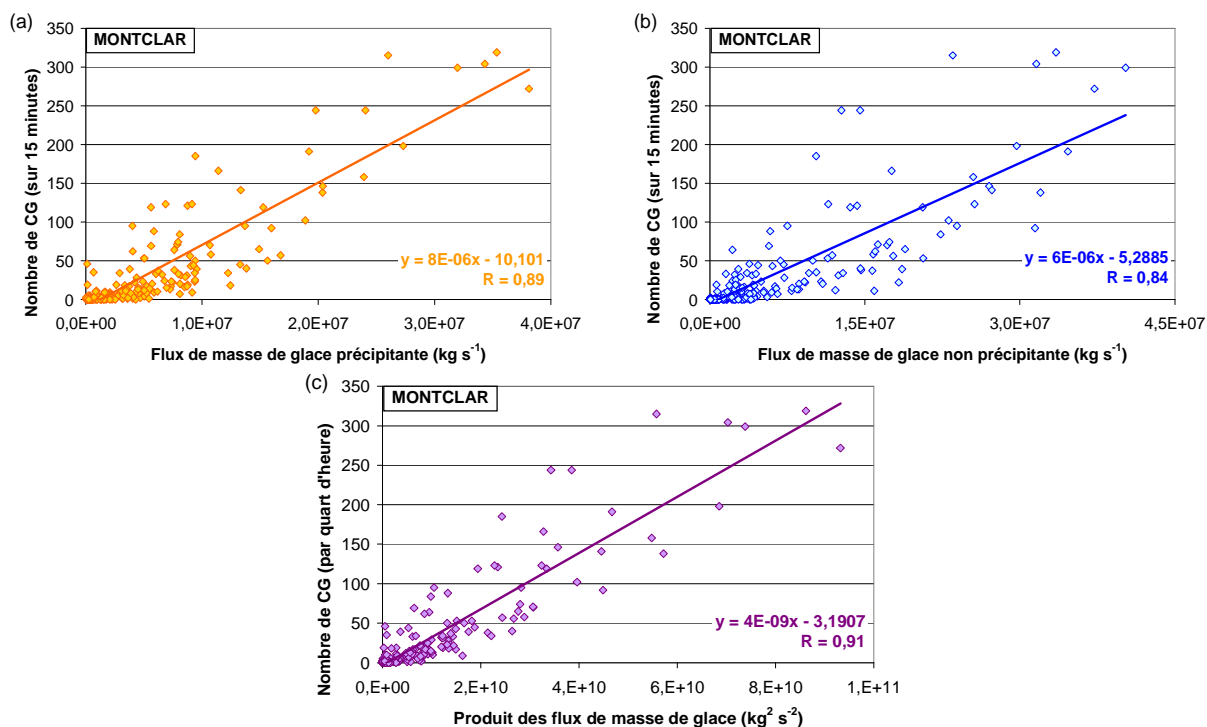 (a)
MONTCLAR
Nombre de CG (sur 15 minutes)
350
300
250
200
150
100
50
0
y = 8E-06x - 10,101
R = 0,89
0,0E+00 1,0E+07 2,0E+07 3,0E+07 4,0E+07
Flux de masse de glace précipitante (kg s⁻¹)
(b)
MONTCLAR
Nombre de CG (sur 15 minutes)
350
300
250
200
150
100
50
0
y = 6E-06x - 5,2885
R = 0,84
0,0E+00 1,5E+07 3,0E+07 4,5E+07
Flux de masse de glace non précipitante (kg s⁻¹)
(c)
MONTCLAR
Nombre de CG (par quart d'heure)
350
300
250
200
150
100
50
0
y = 4E-09x - 3,1907
R = 0,91
0,E+00 2,E+10 4,E+10 6,E+10 8,E+10 1,E+11
Produit des flux de masse de glace (kg² s⁻²)